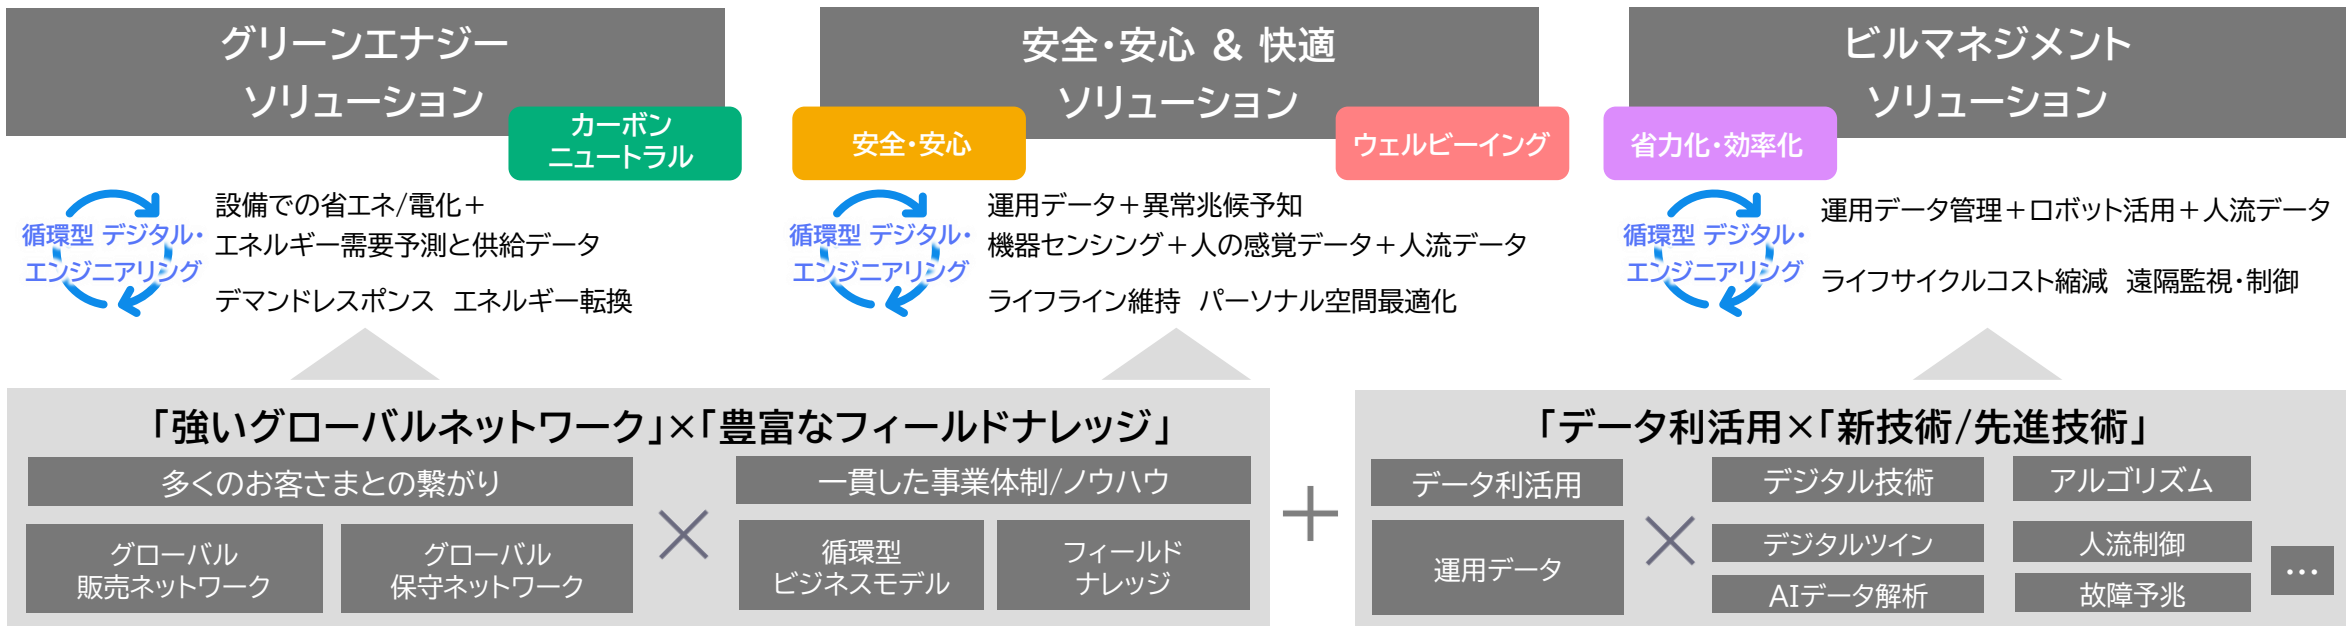 グリーンエナジー
ソリューション
カーボン
ニュートラル
循環型 デジタル・
エンジニアリング
設備での省エネ/電化＋
エネルギー需要予測と供給データ
デマンドレスポンス　エネルギー転換
安全・安心 & 快適
ソリューション
安全・安心
ウェルビーイング
循環型 デジタル・
エンジニアリング
運用データ＋異常兆候予知
機器センシング＋人の感覚データ＋人流データ
ライフライン維持　パーソナル空間最適化
ビルマネジメント
ソリューション
省力化・効率化
循環型 デジタル・
エンジニアリング
運用データ管理＋ロボット活用＋人流データ
ライフサイクルコスト縮減　遠隔監視・制御
「強いグローバルネットワーク」×「豊富なフィールドナレッジ」
多くのお客さまとの繋がり
グローバル
販売ネットワーク
グローバル
保守ネットワーク
×
一貫した事業体制/ノウハウ
循環型
ビジネスモデル
フィールド
ナレッジ
＋
「データ利活用×「新技術/先進技術」
データ利活用
運用データ
×
デジタル技術
デジタルツイン
AIデータ解析
アルゴリズム
人流制御
故障予兆
…